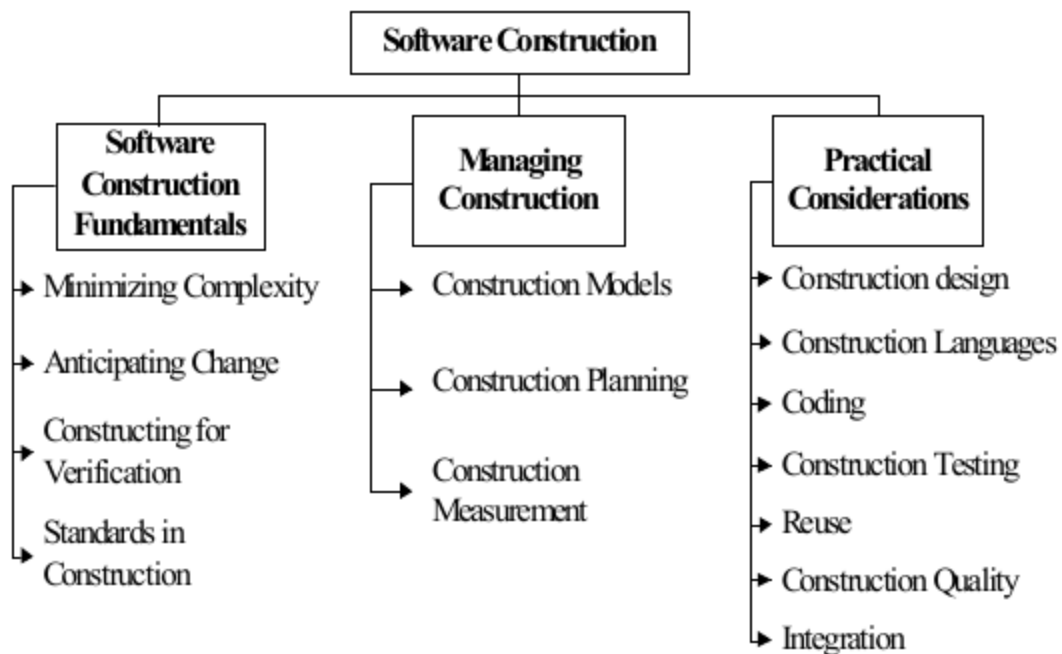 Software Construction
Software
Construction
Fundamentals
Minimizing Complexity
Anticipating Change
Constructing for
Verification
Standards in
Construction
Managing
Construction
Construction Models
Construction Planning
Construction
Measurement
Practical
Considerations
Construction design
Construction Languages
Coding
Construction Testing
Reuse
Construction Quality
Integration